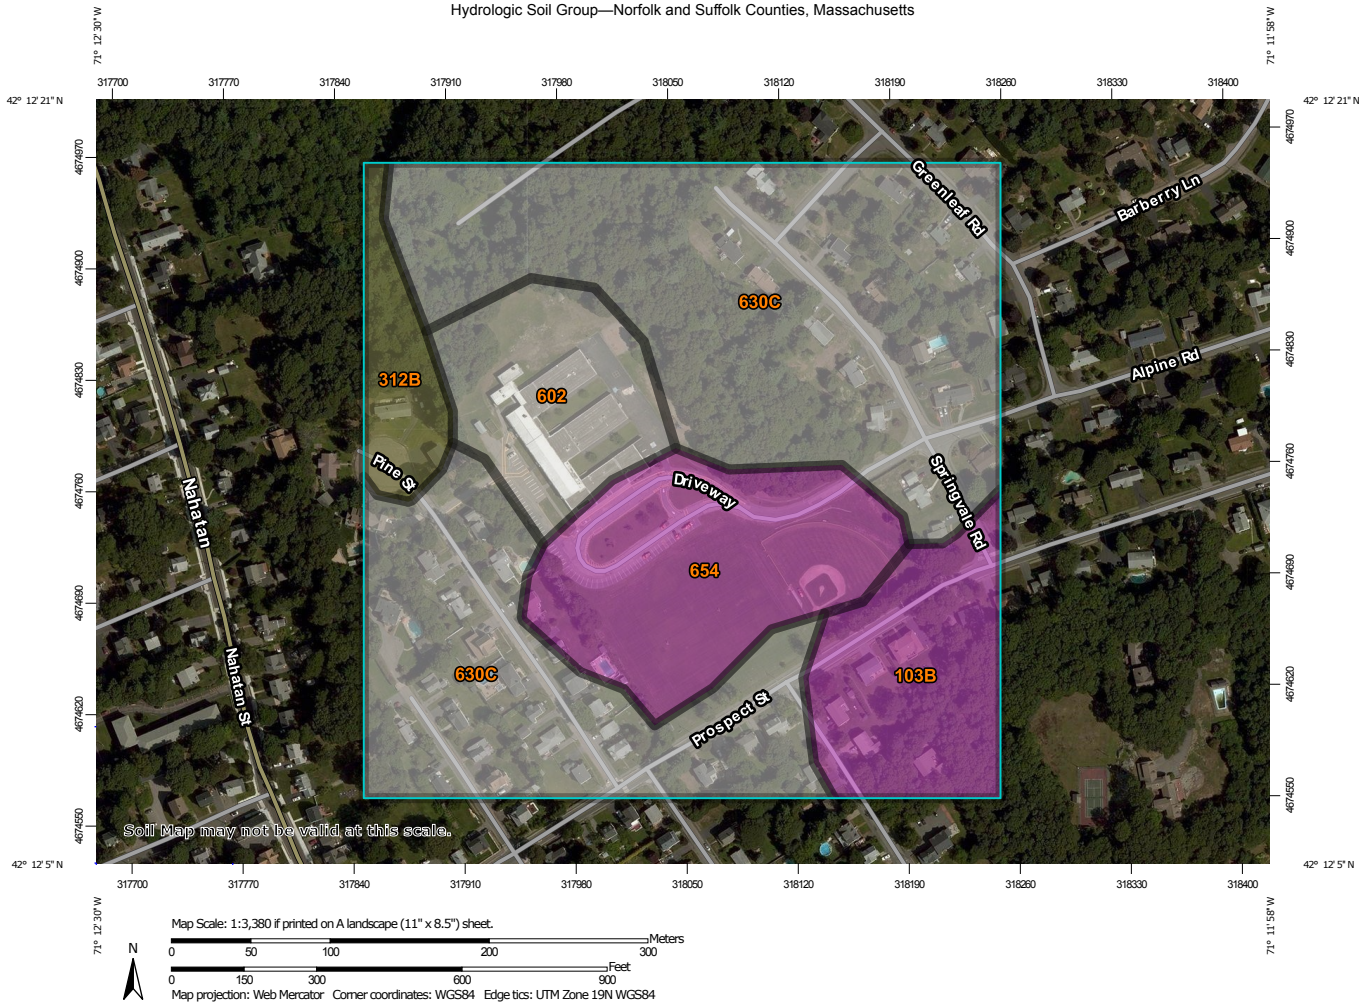 Hydrologic Soil Group—Norfolk and Suffolk Counties, Massachusetts
71° 12' 30'' W
71° 11' 58'' W
317700 317770 317840 317910 317980 318050 318120 318190 318260 318330 318400
42° 12' 21'' N
42° 12' 21'' N
4674970
4674900
4674830
4674760
4674690
4674620
4674550
4674970
4674900
4674830
4674760
4674690
4674620
4674550
Greenleaf Rd
Barberry Ln
630C
Alpine Rd
312B
602
Pine St
Driveway
Springvale Rd
Nahatan
654
Nahatan St
630C
103B
Prospect St
Soil Map may not be valid at this scale.
42° 12' 5'' N
42° 12' 5'' N
317700 317770 317840 317910 317980 318050 318120 318190 318260 318330 318400
71° 12' 30'' W
71° 11' 58'' W
Map Scale: 1:3,380 if printed on A landscape (11" x 8.5") sheet.
N
Meters
0 50 100 200 300
Feet
0 150 300 600 900
Map projection: Web Mercator Corner coordinates: WGS84 Edge tics: UTM Zone 19N WGS84